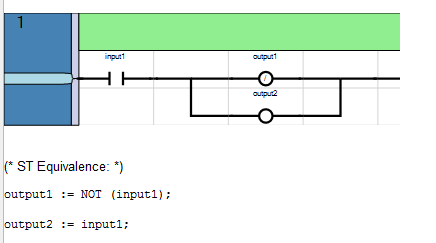 1
input1
output1
output2
(* ST Equivalence: *)
output1 := NOT (input1);
output2 := input1;